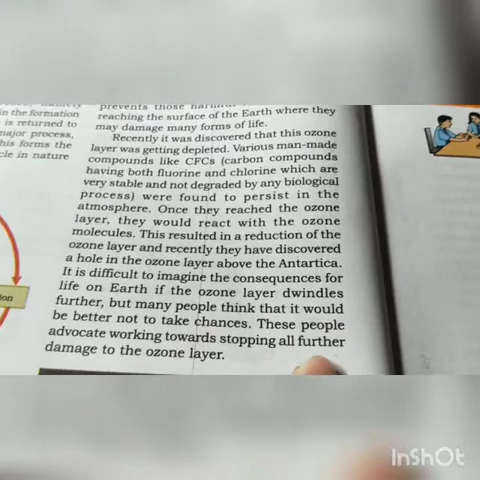 in the formation
is returned to
major process,
his forms the
cle in nature
prevents those harmful
reaching the surface of the Earth where they
may damage many forms of life.
Recently it was discovered that this ozone
layer was getting depleted. Various man-made
compounds like CFCs (carbon compounds
having both fluorine and chlorine which are
very stable and not degraded by any biological
process) were found to persist in the
atmosphere. Once they reached the ozone
layer, they would react with the ozone
molecules. This resulted in a reduction of the
ozone layer and recently they have discovered
a hole in the ozone layer above the Antartica.
It is difficult to imagine the consequences for
life on Earth if the ozone layer dwindles
further, but many people think that it would
be better not to take chances. These people
advocate working towards stopping all further
damage to the ozone layer.
ion
InShOt